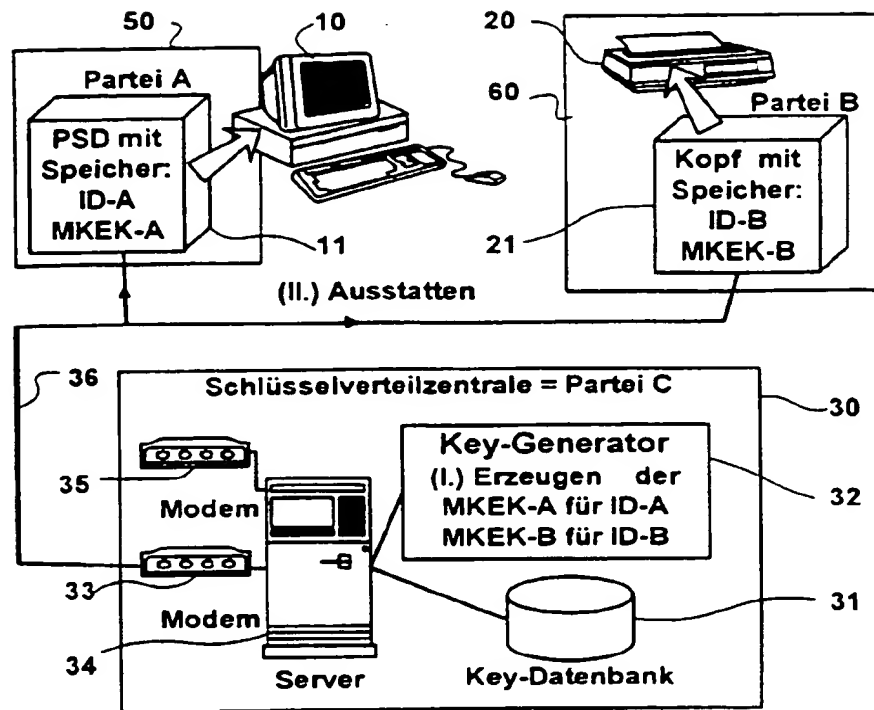 50
10
20
Partei A
60
Partei B
PSD mit
Speicher:
ID-A
MKEK-A
11
Kopf mit
Speicher:
ID-B
MKEK-B
21
(II.) Ausstatten
36
Schlüsselverteilzentrale = Partei C
30
Key-Generator
(I.) Erzeugen der
MKEK-A für ID-A
MKEK-B für ID-B
32
35
Modem
33
Modem
34
Server
Key-Datenbank
31